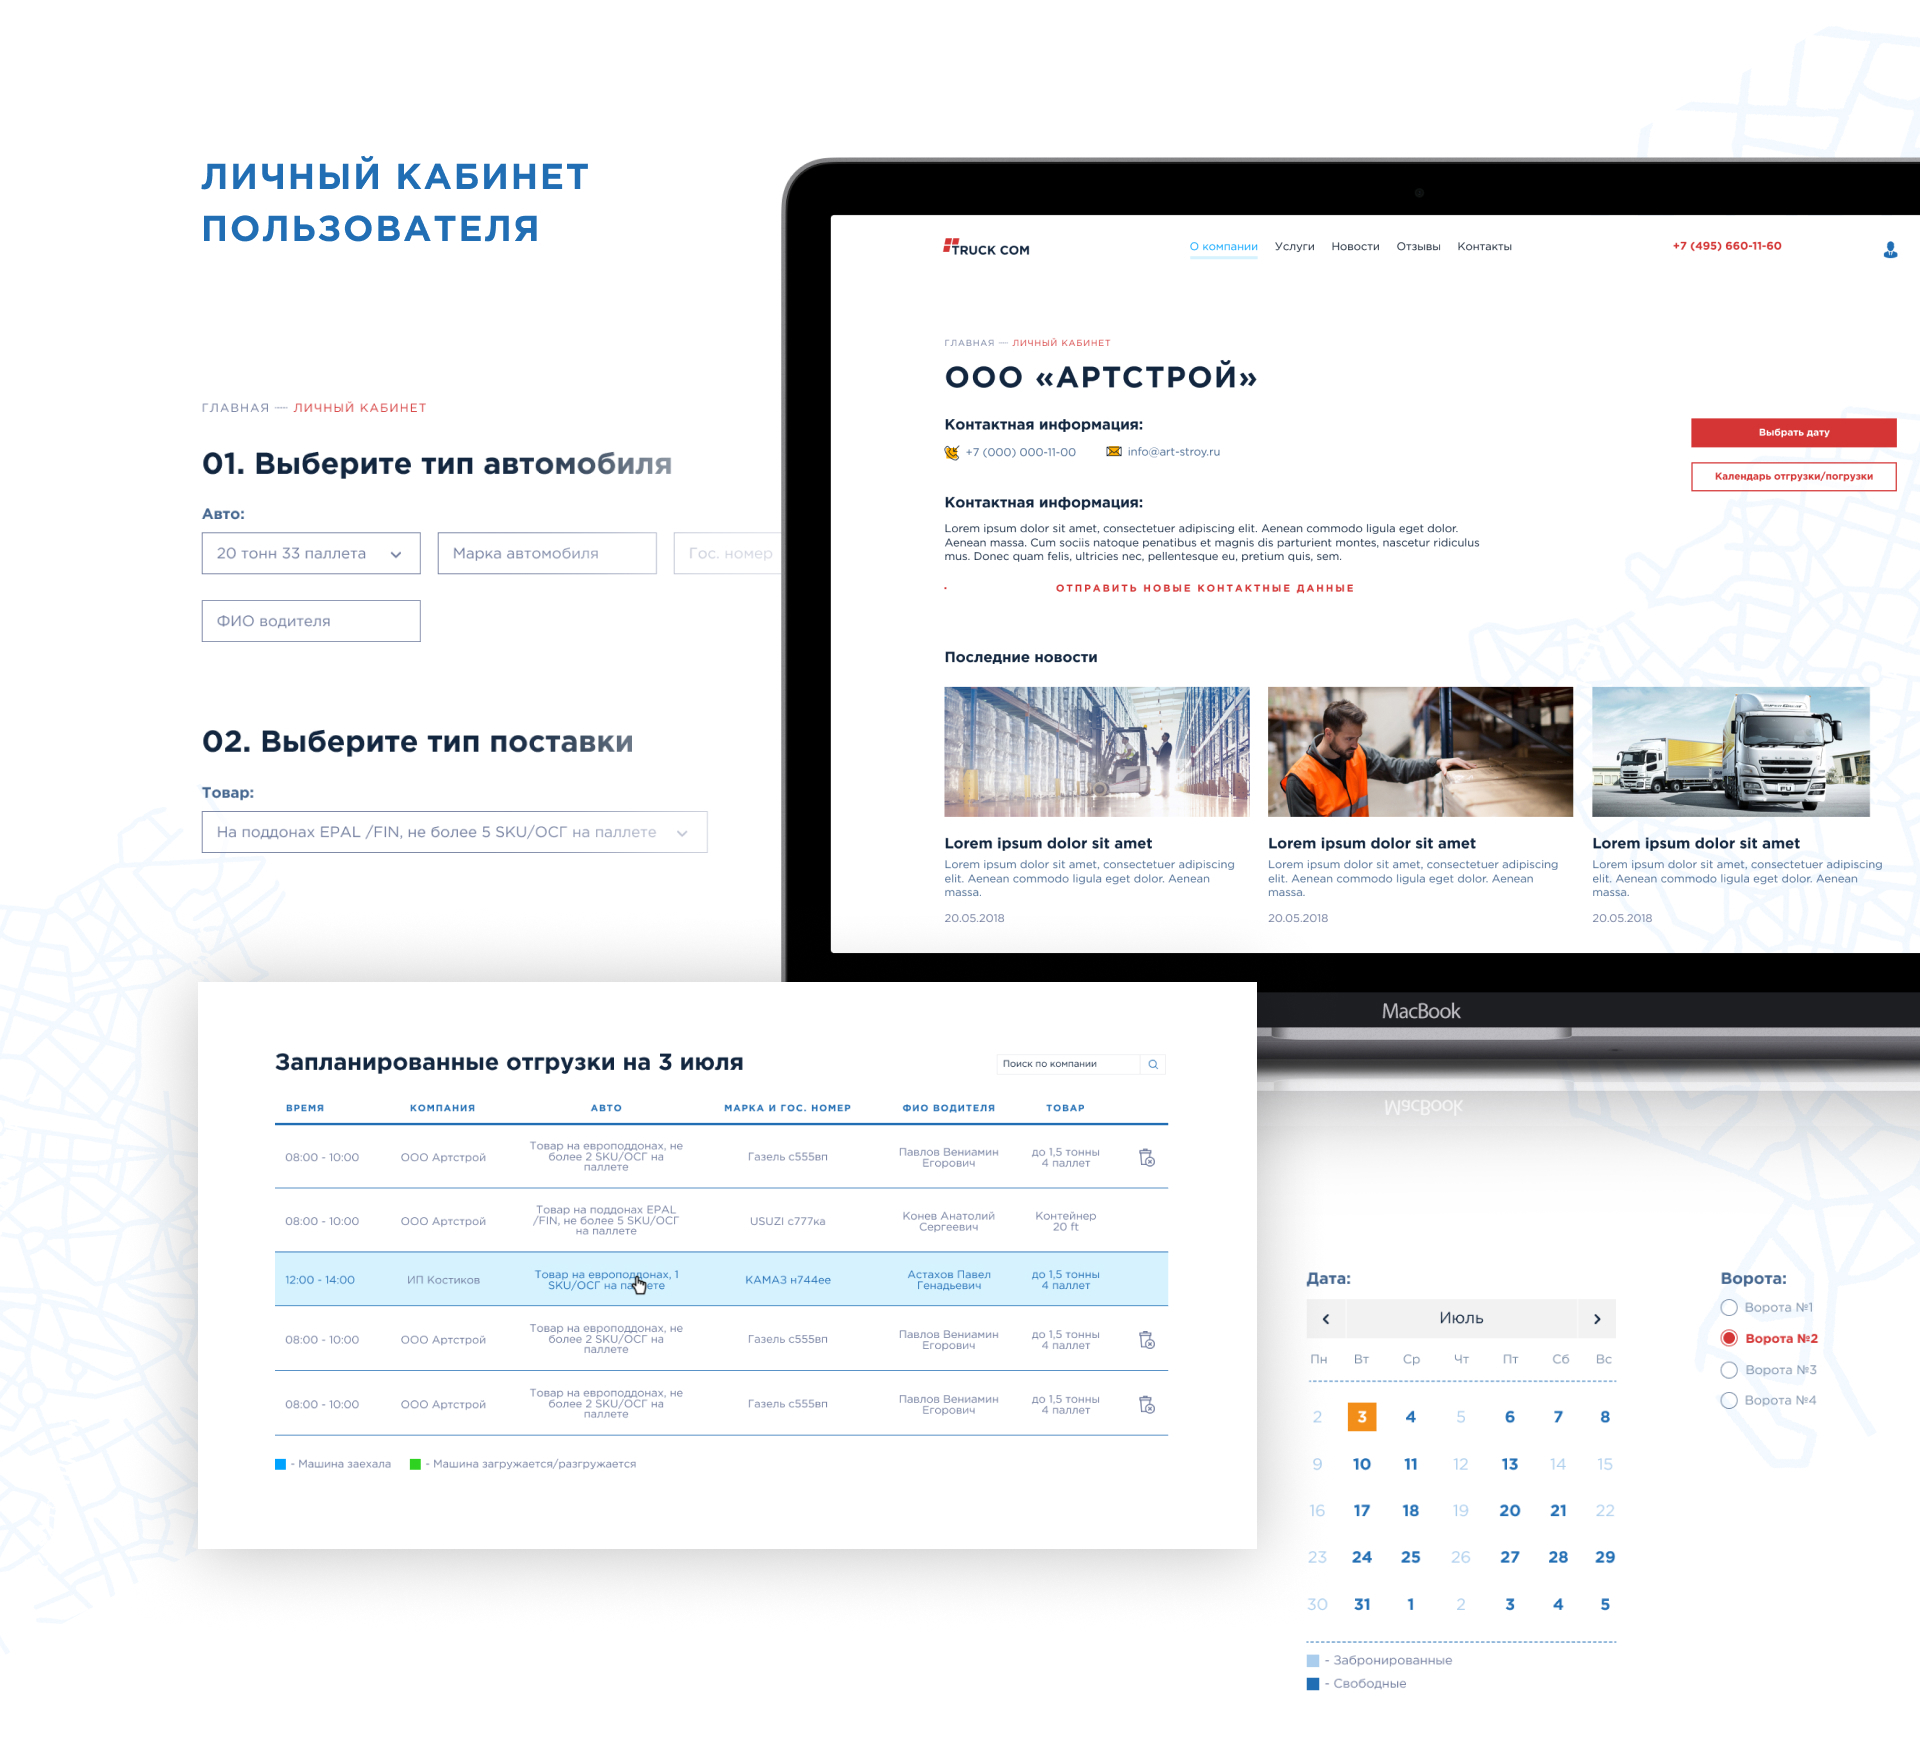 ЛИЧНЫЙ КАБИНЕТ
ПОЛЬЗОВАТЕЛЯ
ГЛАВНАЯ — ЛИЧНЫЙ КАБИНЕТ
01. Выберите тип автомобиля
Авто:
20 тонн 33 паллета
Марка автомобиля
Гос. номер
ФИО водителя
02. Выберите тип поставки
Товар:
На поддонах EPAL /FIN, не более 5 SKU/ОСГ на паллете
TRUCK COM
О компании Услуги Новости Отзывы Контакты
+7 (495) 660-11-60
ГЛАВНАЯ — ЛИЧНЫЙ КАБИНЕТ
ООО «АРТСТРОЙ»
Контактная информация:
+7 (000) 000-11-00 info@art-stroy.ru
Выбрать дату
Календарь отгрузки/погрузки
Контактная информация:
Lorem ipsum dolor sit amet, consectetuer adipiscing elit. Aenean commodo ligula eget dolor.
Aenean massa. Cum sociis natoque penatibus et magnis dis parturient montes, nascetur ridiculus
mus. Donec quam felis, ultricies nec, pellentesque eu, pretium quis, sem.
ОТПРАВИТЬ НОВЫЕ КОНТАКТНЫЕ ДАННЫЕ
Последние новости
FU
Lorem ipsum dolor sit amet
Lorem ipsum dolor sit amet, consectetuer adipiscing
elit. Aenean commodo ligula eget dolor. Aenean
massa.
20.05.2018
Lorem ipsum dolor sit amet
Lorem ipsum dolor sit amet, consectetuer adipiscing
elit. Aenean commodo ligula eget dolor. Aenean
massa.
20.05.2018
Lorem ipsum dolor sit amet
Lorem ipsum dolor sit amet, consectetuer adipiscing
elit. Aenean commodo ligula eget dolor. Aenean
massa.
20.05.2018
MacBook
MacBook
Запланированные отгрузки на 3 июля
Поиск по компании
ВРЕМЯ КОМПАНИЯ АВТО МАРКА И ГОС. НОМЕР ФИО ВОДИТЕЛЯ ТОВАР
08:00 - 10:00
ООО Артстрой
Товар на европоддонах, не
более 2 SKU/ОСГ на
паллете
Газель с555вп
Павлов Вениамин
Егорович
до 1,5 тонны
4 паллет
08:00 - 10:00
ООО Артстрой
Товар на поддонах EPAL
/FIN, не более 5 SKU/ОСГ
на паллете
USUZI с777ка
Конев Анатолий
Сергеевич
Контейнер
20 ft
12:00 - 14:00
ИП Костиков
Товар на европоддонах, 1
SKU/ОСГ на паллете
КАМАЗ н744ее
Астахов Павел
Генадьевич
до 1,5 тонны
4 паллет
08:00 - 10:00
ООО Артстрой
Товар на европоддонах, не
более 2 SKU/ОСГ на
паллете
Газель с555вп
Павлов Вениамин
Егорович
до 1,5 тонны
4 паллет
08:00 - 10:00
ООО Артстрой
Товар на европоддонах, не
более 2 SKU/ОСГ на
паллете
Газель с555вп
Павлов Вениамин
Егорович
до 1,5 тонны
4 паллет
- Машина заехала
- Машина загружается/разгружается
Дата:
Июль
Пн Вт Ср Чт Пт Сб Вс
2 3 4 5 6 7 8
9 10 11 12 13 14 15
16 17 18 19 20 21 22
23 24 25 26 27 28 29
30 31 1 2 3 4 5
- Забронированные
- Свободные
Ворота:
Ворота №1
Ворота №2
Ворота №3
Ворота №4